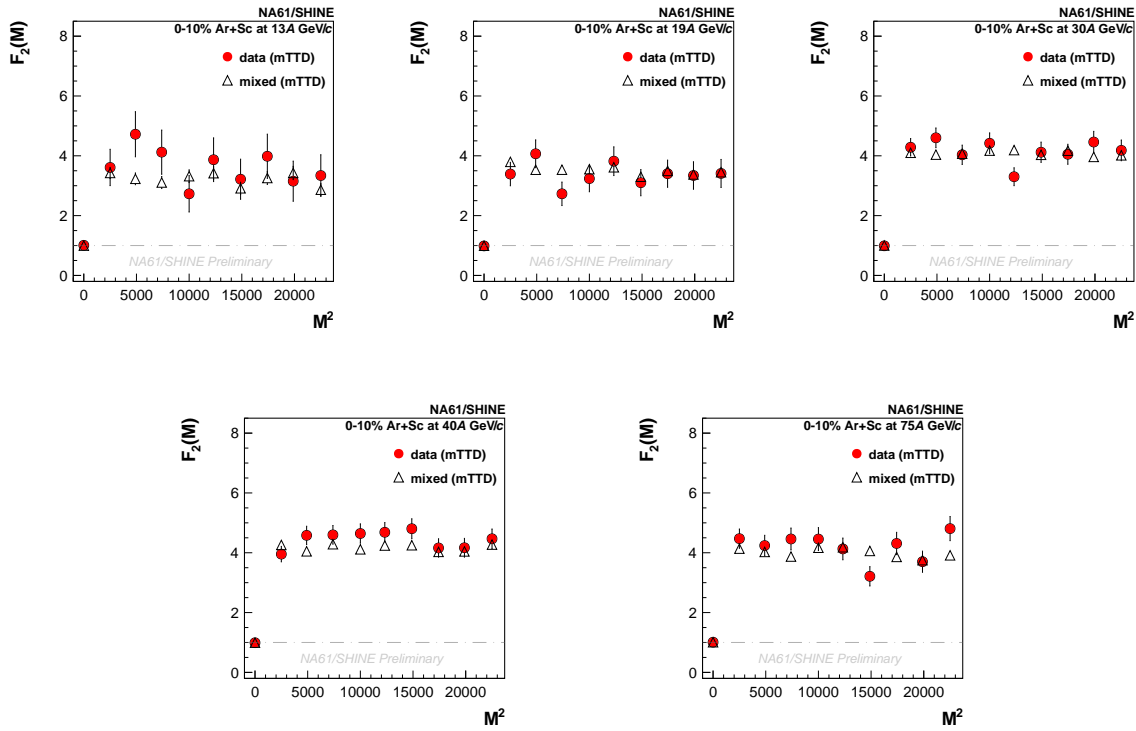 NA61/SHINE
0-10% Ar+Sc at 13A GeV/c
F₂(M)
8
data (mTTD)
mixed (mTTD)
6
4
2
NA61/SHINE Preliminary
0
0 5000 10000 15000 20000
M²
NA61/SHINE
0-10% Ar+Sc at 19A GeV/c
F₂(M)
8
data (mTTD)
mixed (mTTD)
6
4
2
NA61/SHINE Preliminary
0
0 5000 10000 15000 20000
M²
NA61/SHINE
0-10% Ar+Sc at 30A GeV/c
F₂(M)
8
data (mTTD)
mixed (mTTD)
6
4
2
NA61/SHINE Preliminary
0
0 5000 10000 15000 20000
M²
NA61/SHINE
0-10% Ar+Sc at 40A GeV/c
F₂(M)
8
data (mTTD)
mixed (mTTD)
6
4
2
NA61/SHINE Preliminary
0
0 5000 10000 15000 20000
M²
NA61/SHINE
0-10% Ar+Sc at 75A GeV/c
F₂(M)
8
data (mTTD)
mixed (mTTD)
6
4
2
NA61/SHINE Preliminary
0
0 5000 10000 15000 20000
M²